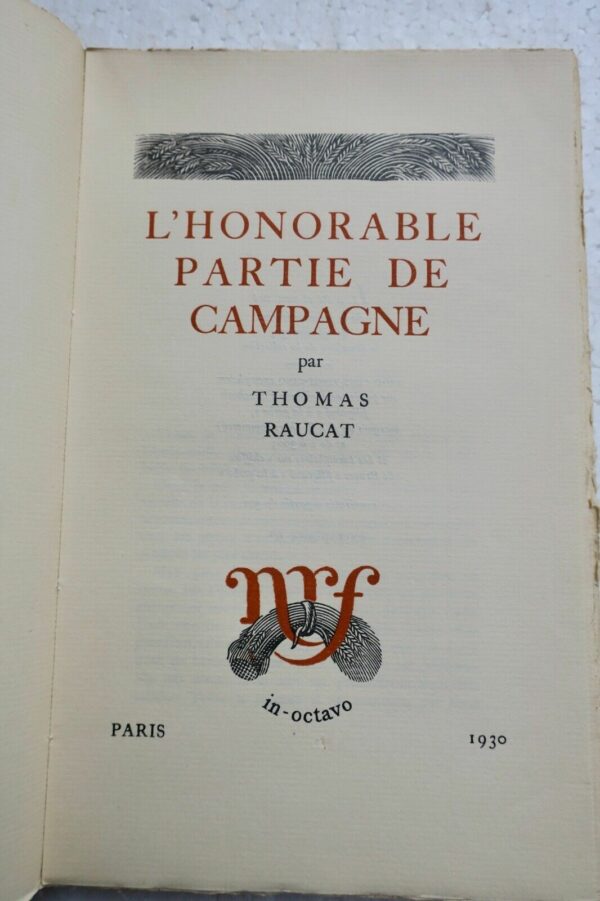 L'HONORABLE
PARTIE DE
CAMPAGNE
par
THOMAS
RAUCAT
nrf
in-octavo
PARIS 1930